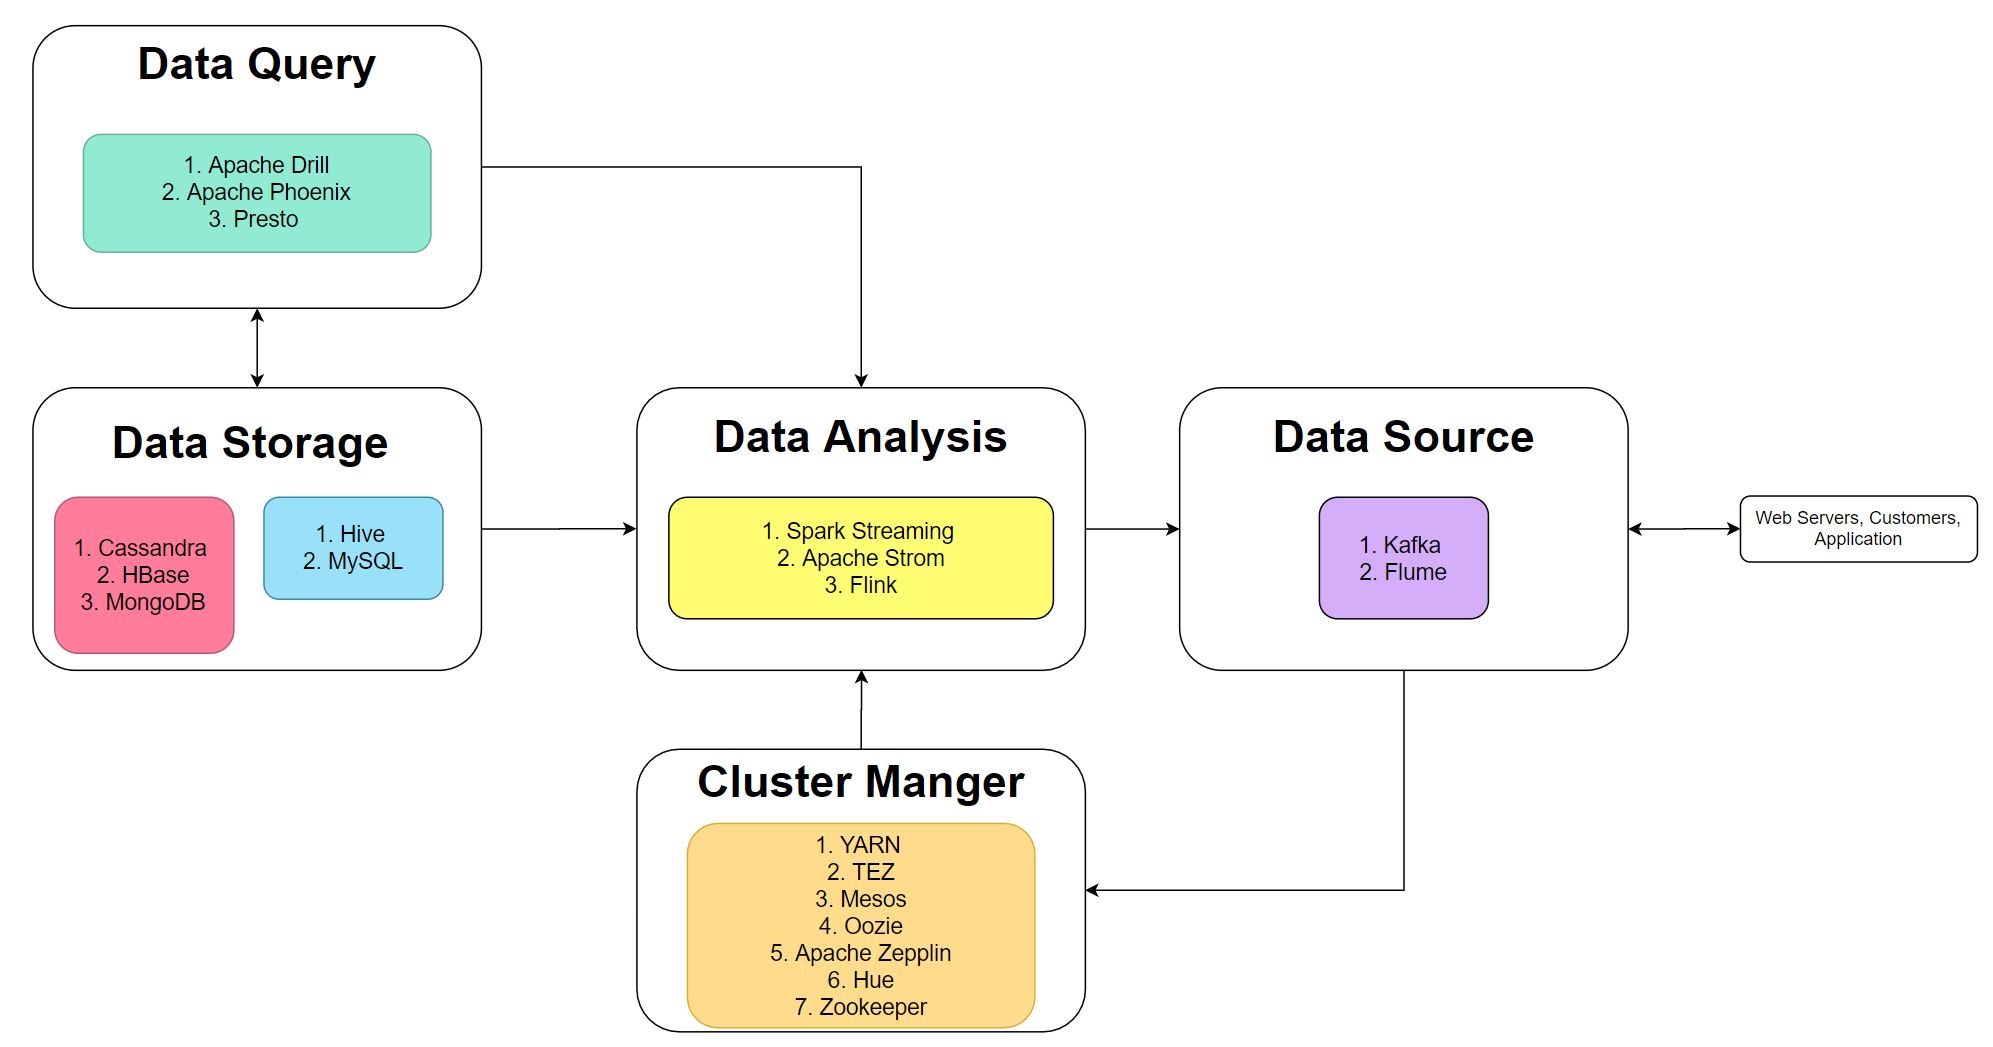 Data Query
1. Apache Drill
2. Apache Phoenix
3. Presto
Data Storage
1. Cassandra
2. HBase
3. MongoDB
1. Hive
2. MySQL
Data Analysis
1. Spark Streaming
2. Apache Strom
3. Flink
Data Source
1. Kafka
2. Flume
Web Servers, Customers,
Application
Cluster Manger
1. YARN
2. TEZ
3. Mesos
4. Oozie
5. Apache Zepplin
6. Hue
7. Zookeeper